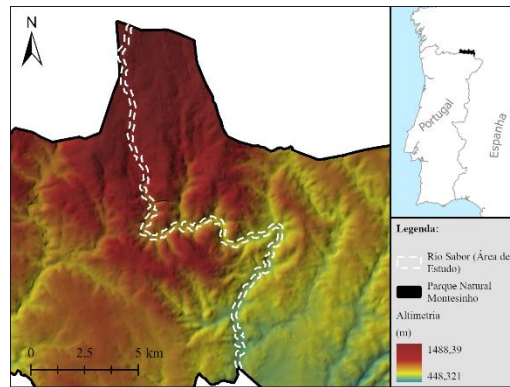 N
Portugal
Espanha
Legenda:
Rio Sabor (Área de
Estudo)
Parque Natural
Montesinho
Altimetria
(m)
1488,39
448,321
0 2,5 5 km